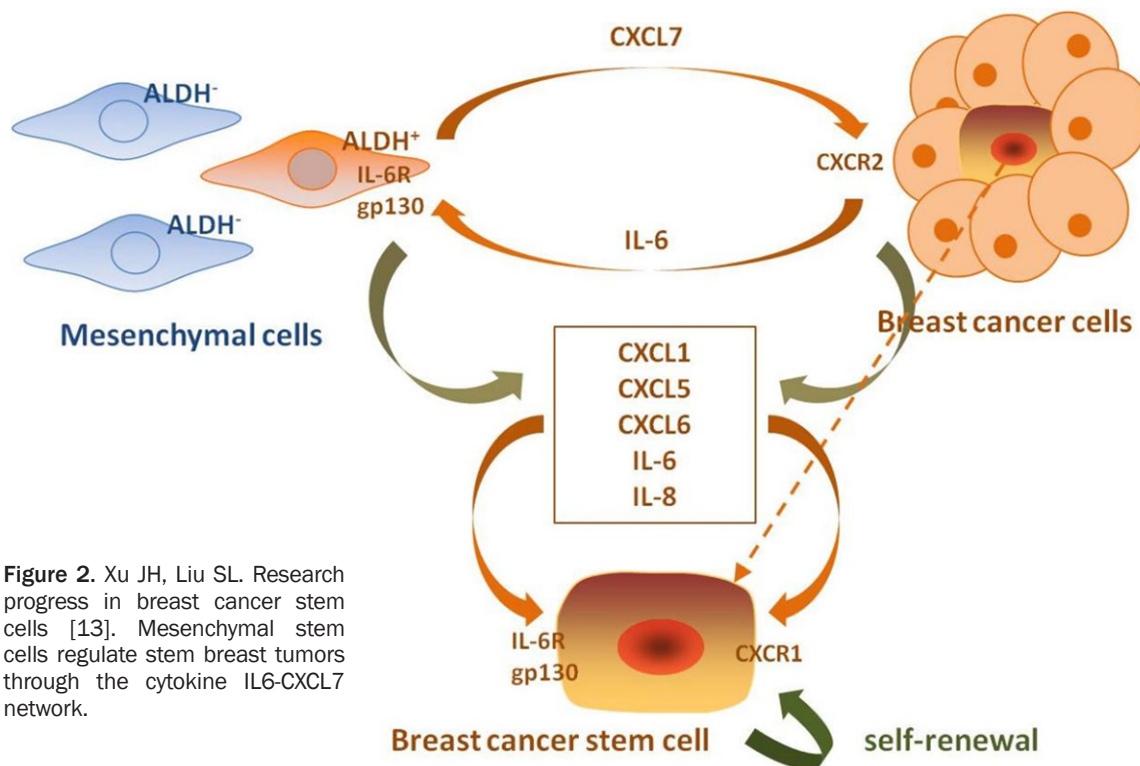 CXCL7
ALDH⁻
ALDH⁺
IL-6R
gp130
CXCR2
ALDH⁻
IL-6
Mesenchymal cells
Breast cancer cells
CXCL1
CXCL5
CXCL6
IL-6
IL-8
Figure 2. Xu JH, Liu SL. Research
progress in breast cancer stem
cells [13]. Mesenchymal stem
cells regulate stem breast tumors
through the cytokine IL6-CXCL7
network.
IL-6R
gp130
CXCR1
Breast cancer stem cell
self-renewal